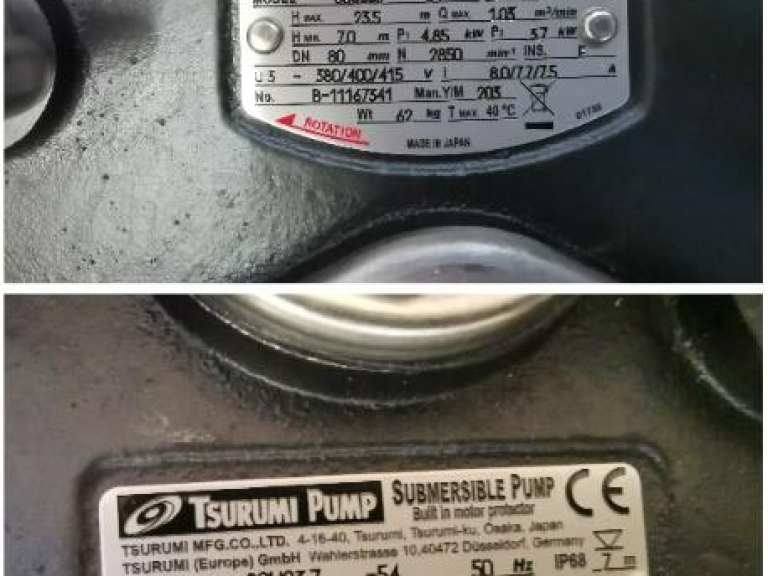 H MAX. 23.5 m Q MAX. 1.03 m³/min
H MIN. 7.0 m P1 4.85 kW P2 3.7 kW
DN 80 mm N 2850 min⁻¹ INS. E
3 ~ 380/400/415 V I 8.0/7.7/7.5 A
No. B-11167341 Man.Y/M 203
Wt 62 kg T MAX 40 °C
ROTATION
MADE IN JAPAN
TSURUMI PUMP SUBMERSIBLE PUMP CE
Built in motor protector
TSURUMI MFG.CO.,LTD. 4-16-40, Tsurumi, Tsurumi-ku, Osaka, Japan
TSURUMI (Europe) GmbH Wahlerstrasse 10,40472 Düsseldorf, Germany
-54 50 Hz IP68 7 m